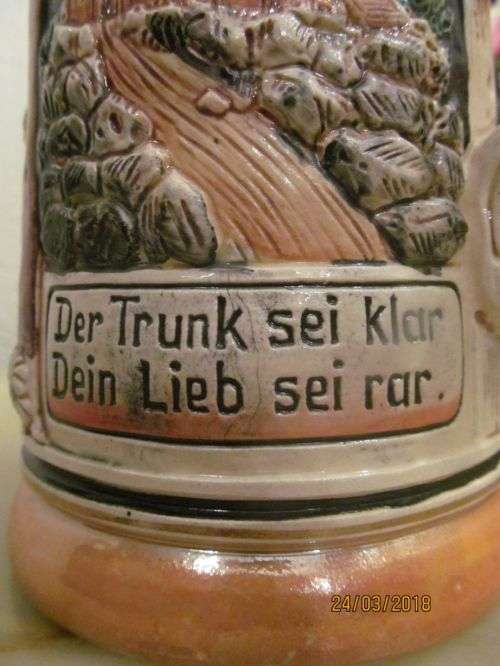 Der Trunk sei klar
Dein Lieb sei rar.
24/03/2018